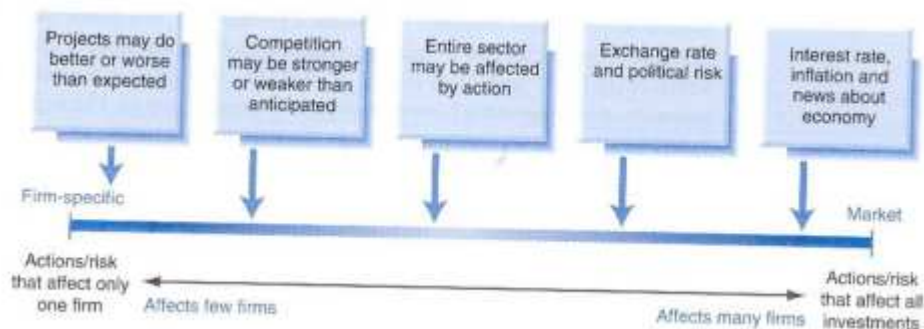 Projects may do
better or worse
than expected
Competition
may be stronger
or weaker than
anticipated
Entire sector
may be affected
by action
Exchange rate
and political risk
Interest rate,
inflation and
news about
economy
Firm-specific
Market
Actions/risk
that affect only
one firm
Affects few firms
Affects many firms
Actions/risk
that affect all
investments